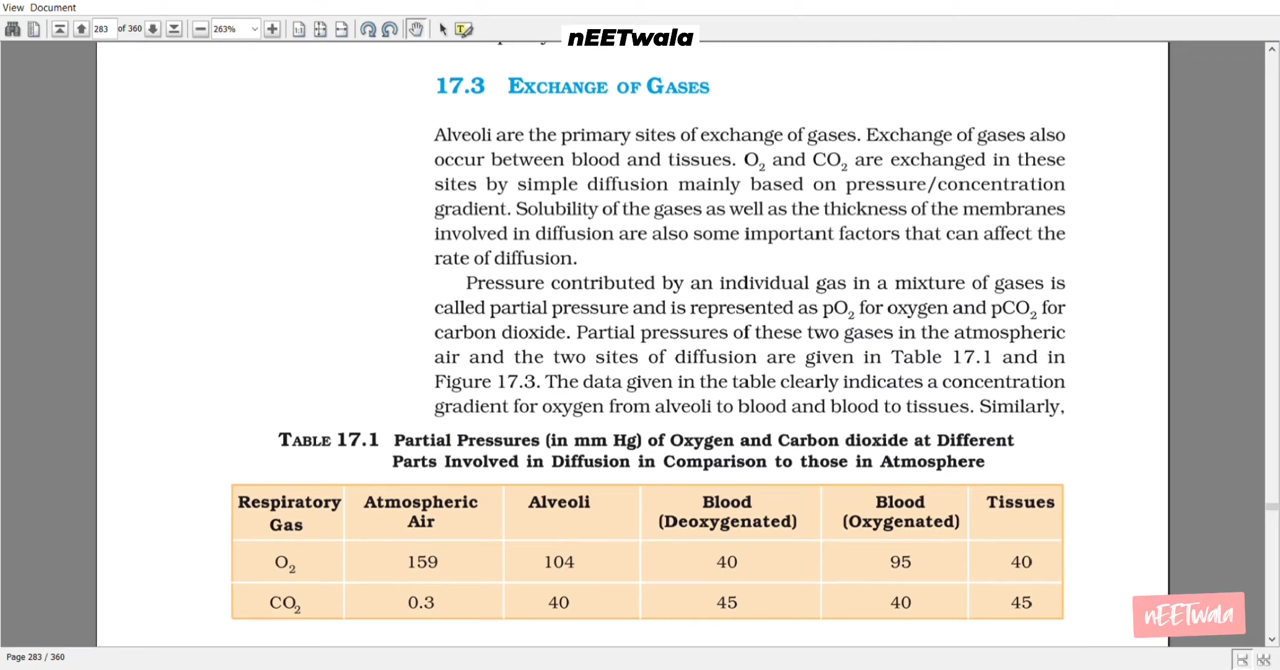 View Document
283 of 360 263%
nEETwala
17.3 EXCHANGE OF GASES
Alveoli are the primary sites of exchange of gases. Exchange of gases also
occur between blood and tissues. O₂ and CO₂ are exchanged in these
sites by simple diffusion mainly based on pressure/concentration
gradient. Solubility of the gases as well as the thickness of the membranes
involved in diffusion are also some important factors that can affect the
rate of diffusion.
Pressure contributed by an individual gas in a mixture of gases is
called partial pressure and is represented as pO₂ for oxygen and pCO₂ for
carbon dioxide. Partial pressures of these two gases in the atmospheric
air and the two sites of diffusion are given in Table 17.1 and in
Figure 17.3. The data given in the table clearly indicates a concentration
gradient for oxygen from alveoli to blood and blood to tissues. Similarly,
TABLE 17.1 Partial Pressures (in mm Hg) of Oxygen and Carbon dioxide at Different
Parts Involved in Diffusion in Comparison to those in Atmosphere
Respiratory Atmospheric Alveoli Blood Blood Tissues
Gas Air (Deoxygenated) (Oxygenated)
O₂ 159 104 40 95 40
CO₂ 0.3 40 45 40 45
nEETwala
Page 283 / 360